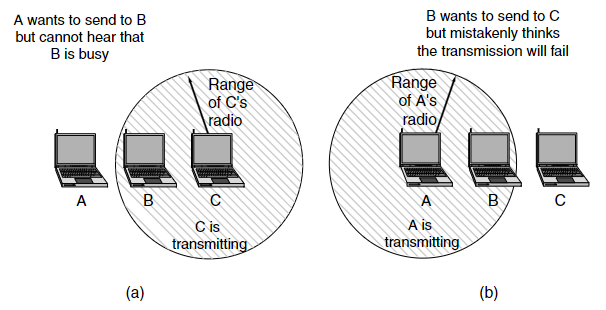 A wants to send to B
but cannot hear that
B is busy
Range
of C's
radio
A
B
C
C is
transmitting
(a)
B wants to send to C
but mistakenly thinks
the transmission will fail
Range
of A's
radio
A
B
C
A is
transmitting
(b)